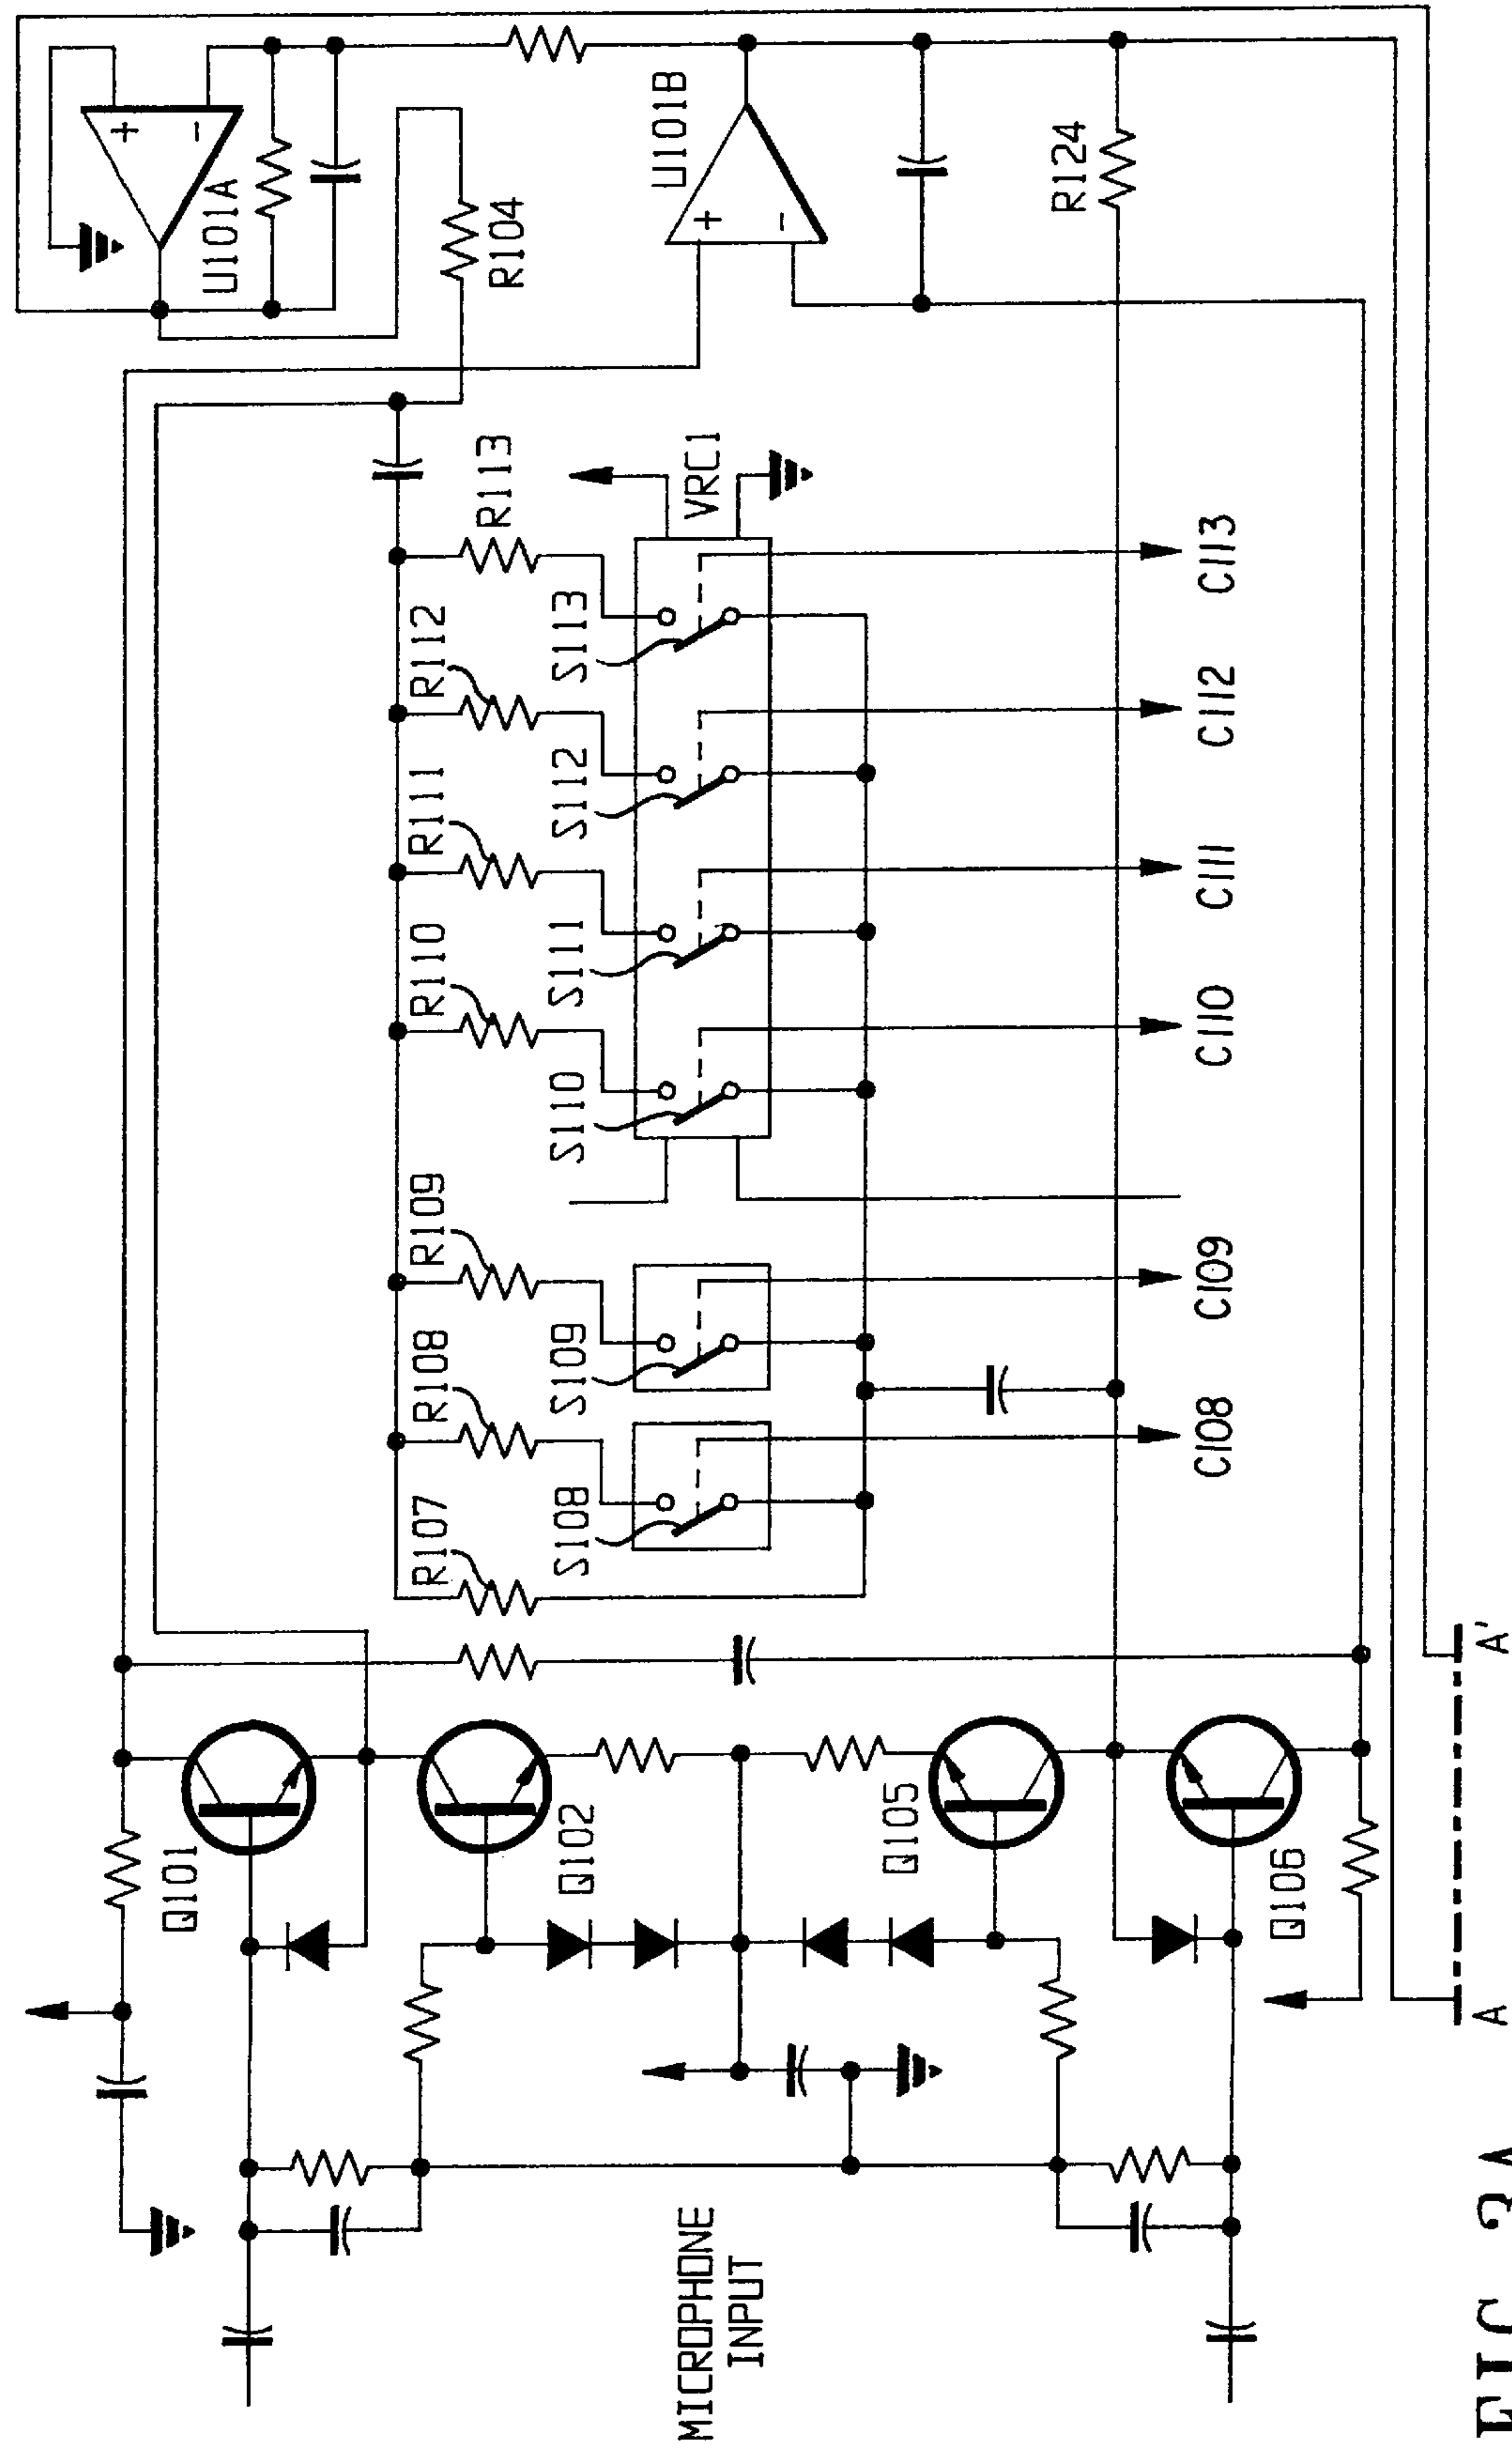 MICROPHONE
INPUT
Q101
Q102
Q105
Q106
R107
R108
R109
R110
R111
R112
R113
S108
S109
S110
S111
S112
S113
VRC1
C108
C109
C110
C111
C112
C113
R104
U101A
+
-
U101B
+
-
R124
A
A'